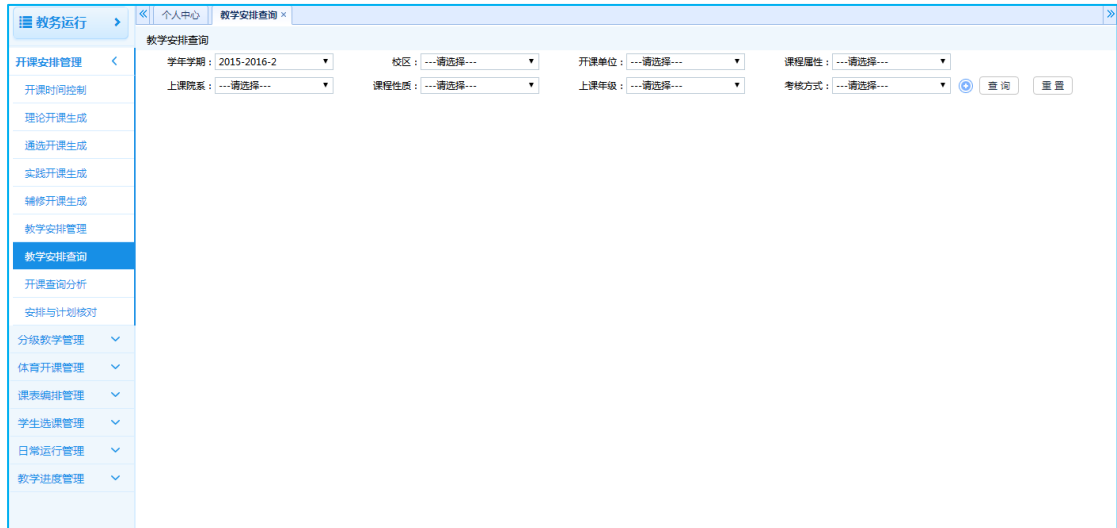 教务运行
个人中心 教学安排查询 ×
教学安排查询
学年学期： 2015-2016-2 校区： ---请选择--- 开课单位： ---请选择--- 课程属性： ---请选择---
上课院系： ---请选择--- 课程性质： ---请选择--- 上课年级： ---请选择--- 考核方式： ---请选择--- 查 询 重 置
开课安排管理
开课时间控制
理论开课生成
通选开课生成
实践开课生成
辅修开课生成
教学安排管理
教学安排查询
开课查询分析
安排与计划核对
分级教学管理
体育开课管理
课表编排管理
学生选课管理
日常运行管理
教学进度管理